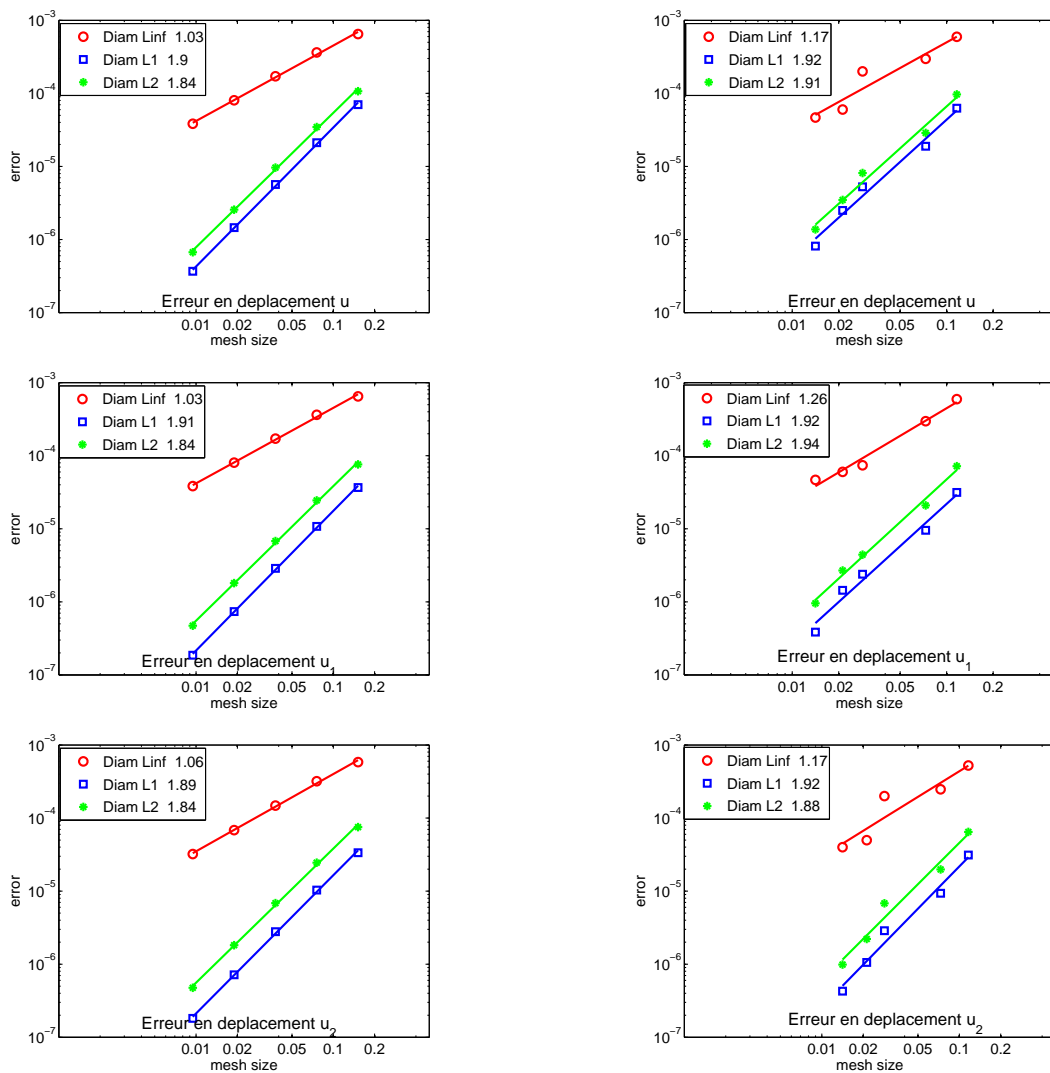 10^−3
10^−4
10^−5
10^−6
10^−7
error
Diam Linf 1.03
Diam L1 1.9
Diam L2 1.84
Erreur en deplacement u
0.01 0.02 0.05 0.1 0.2
mesh size
10^−3
10^−4
10^−5
10^−6
10^−7
error
Diam Linf 1.17
Diam L1 1.92
Diam L2 1.91
Erreur en deplacement u
0.01 0.02 0.05 0.1 0.2
mesh size
10^−3
10^−4
10^−5
10^−6
10^−7
error
Diam Linf 1.03
Diam L1 1.91
Diam L2 1.84
Erreur en deplacement u_1
0.01 0.02 0.05 0.1 0.2
mesh size
10^−3
10^−4
10^−5
10^−6
10^−7
error
Diam Linf 1.26
Diam L1 1.92
Diam L2 1.94
Erreur en deplacement u_1
0.01 0.02 0.05 0.1 0.2
mesh size
10^−3
10^−4
10^−5
10^−6
10^−7
error
Diam Linf 1.06
Diam L1 1.89
Diam L2 1.84
Erreur en deplacement u_2
0.01 0.02 0.05 0.1 0.2
mesh size
10^−3
10^−4
10^−5
10^−6
10^−7
error
Diam Linf 1.17
Diam L1 1.92
Diam L2 1.88
Erreur en deplacement u_2
0.01 0.02 0.05 0.1 0.2
mesh size